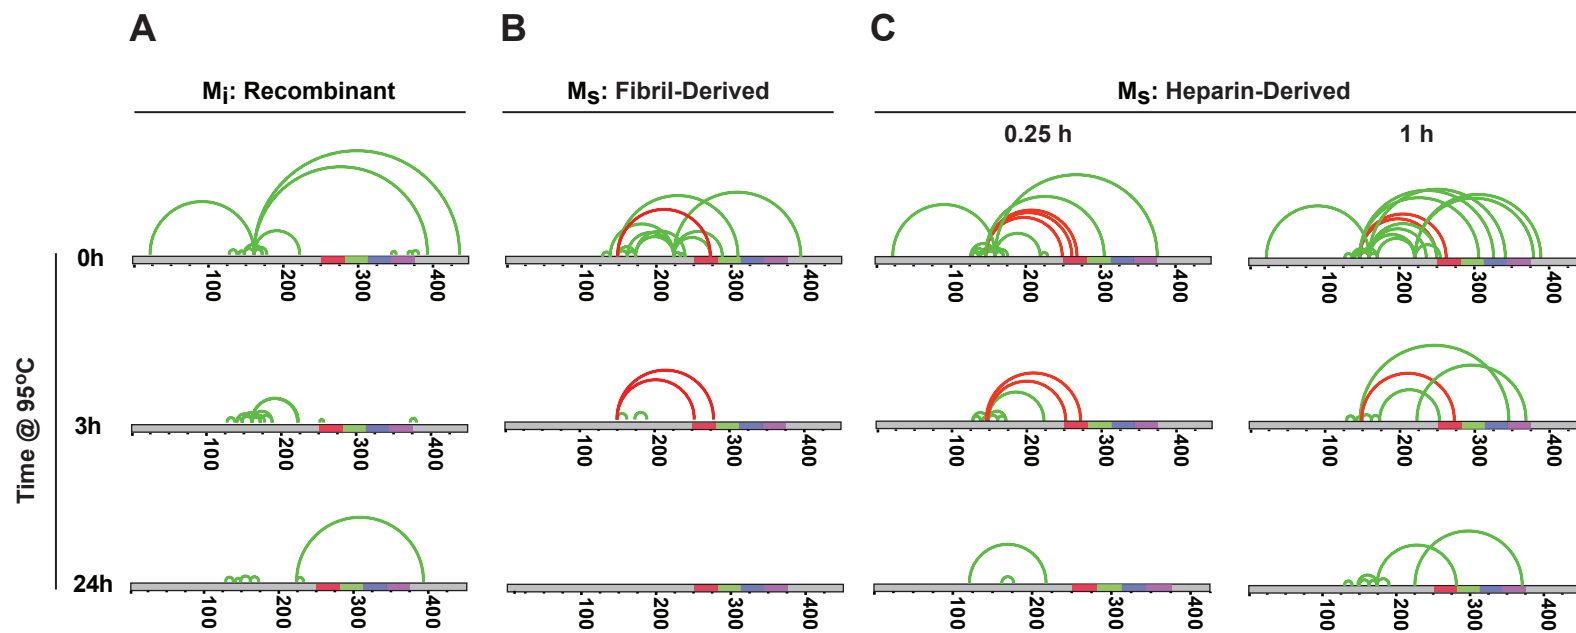 A B C
Mi: Recombinant Ms: Fibril-Derived Ms: Heparin-Derived
0.25 h 1 h
Time @ 95ºC
0h
100 200 300 400 100 200 300 400 100 200 300 400 100 200 300 400
3h
100 200 300 400 100 200 300 400 100 200 300 400 100 200 300 400
24h
100 200 300 400 100 200 300 400 100 200 300 400 100 200 300 400